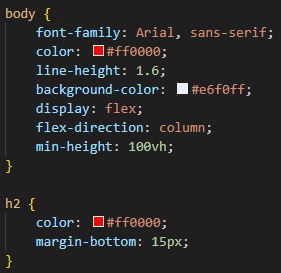 body {
    font-family: Arial, sans-serif;
    color: #ff0000;
    line-height: 1.6;
    background-color: #e6f0ff;
    display: flex;
    flex-direction: column;
    min-height: 100vh;
}

h2 {
    color: #ff0000;
    margin-bottom: 15px;
}